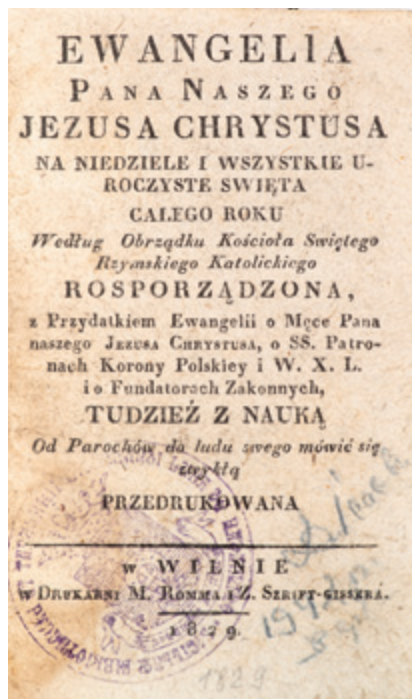 EWANGELIA
PANA NASZEGO
JEZUSA CHRYSTUSA
NA NIEDZIELE I WSZYSTKIE U-
ROCZYSTE SWIĘTA
CAŁEGO ROKU
Według Obrządku Kościoła Swiętego
Rzymskiego Katolickiego
ROSPORZĄDZONA,
z Przydatkiem Ewangelii o Męce Pana
naszego JEZUSA CHRYSTUSA, o SS. Patro-
nach Korony Polskiey i W. X. L.
i o Fundatorach Zakonnych,
TUDZIEŹ Z NAUKĄ
Od Parochów do ludu swego mówić się
zwykłą
PRZEDRUKOWANA
w WILNIE
w DRUKARNI M. ROMMA i Z. SZRIFT-GISSERA.
1829.
1829